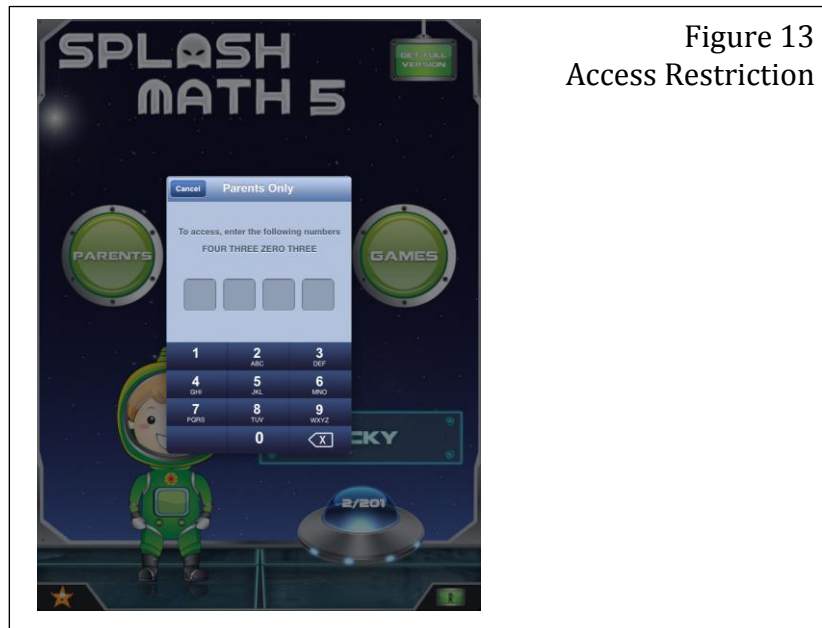 Figure 13
Access Restriction
SPLASH
MATH 5
GET FULL
VERSION
Cancel Parents Only
To access, enter the following numbers
FOUR THREE ZERO THREE
PARENTS
GAMES
1 2 3
ABC DEF
4 5 6
GHI JKL MNO
7 8 9
PQRS TUV WXYZ
0 X
2/201